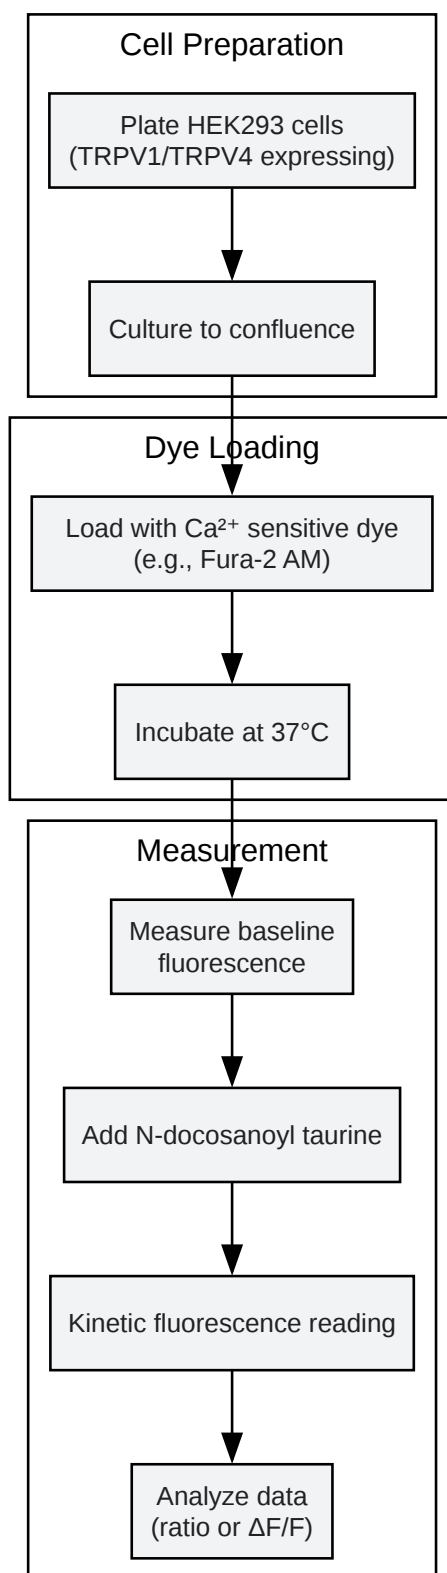 Cell Preparation
Plate HEK293 cells
(TRPV1/TRPV4 expressing)
Culture to confluence
Dye Loading
Load with Ca²⁺ sensitive dye
(e.g., Fura-2 AM)
Incubate at 37°C
Measurement
Measure baseline
fluorescence
Add N-docosanoyl taurine
Kinetic fluorescence reading
Analyze data
(ratio or ΔF/F)